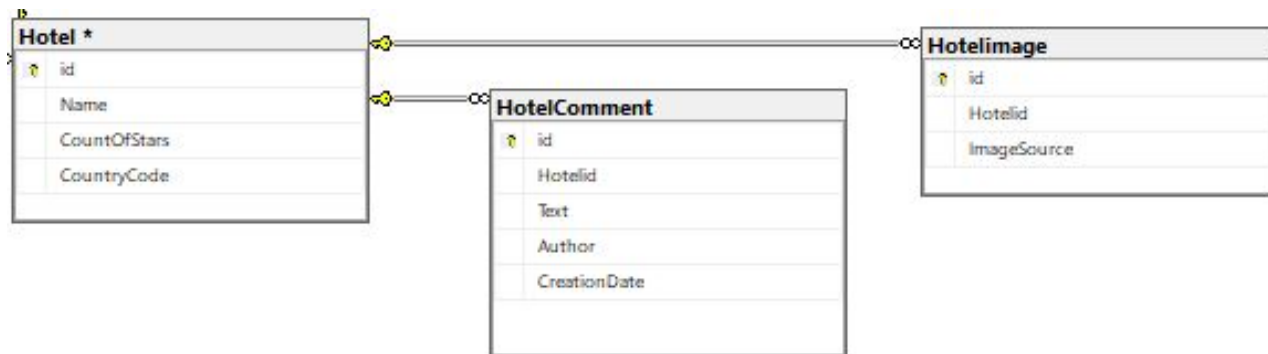 Hotel *
id
Name
CountOfStars
CountryCode
HotelComment
id
Hotelid
Text
Author
CreationDate
Hotelimage
id
Hotelid
ImageSource